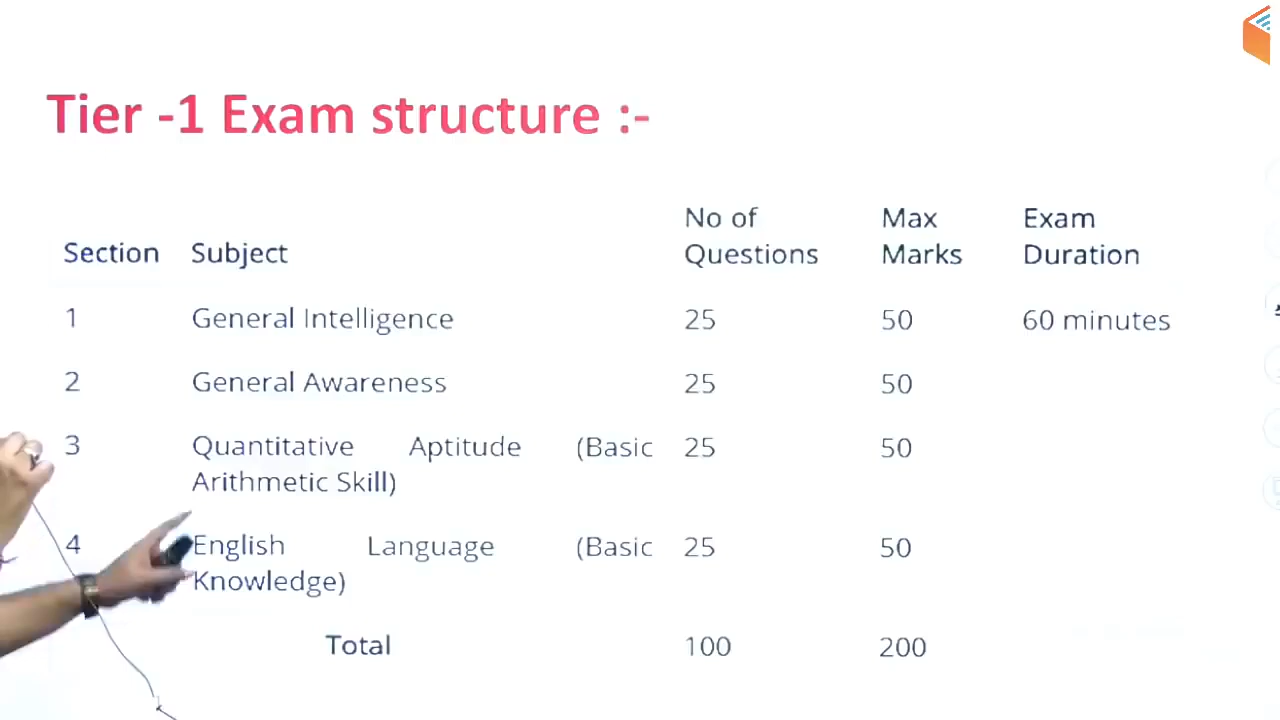 Tier -1 Exam structure :-
Section Subject No of Questions Max Marks Exam Duration
1 General Intelligence 25 50 60 minutes
2 General Awareness 25 50
3 Quantitative Aptitude (Basic 25 50
Arithmetic Skill)
4 English Language (Basic 25 50
Knowledge)
Total 100 200